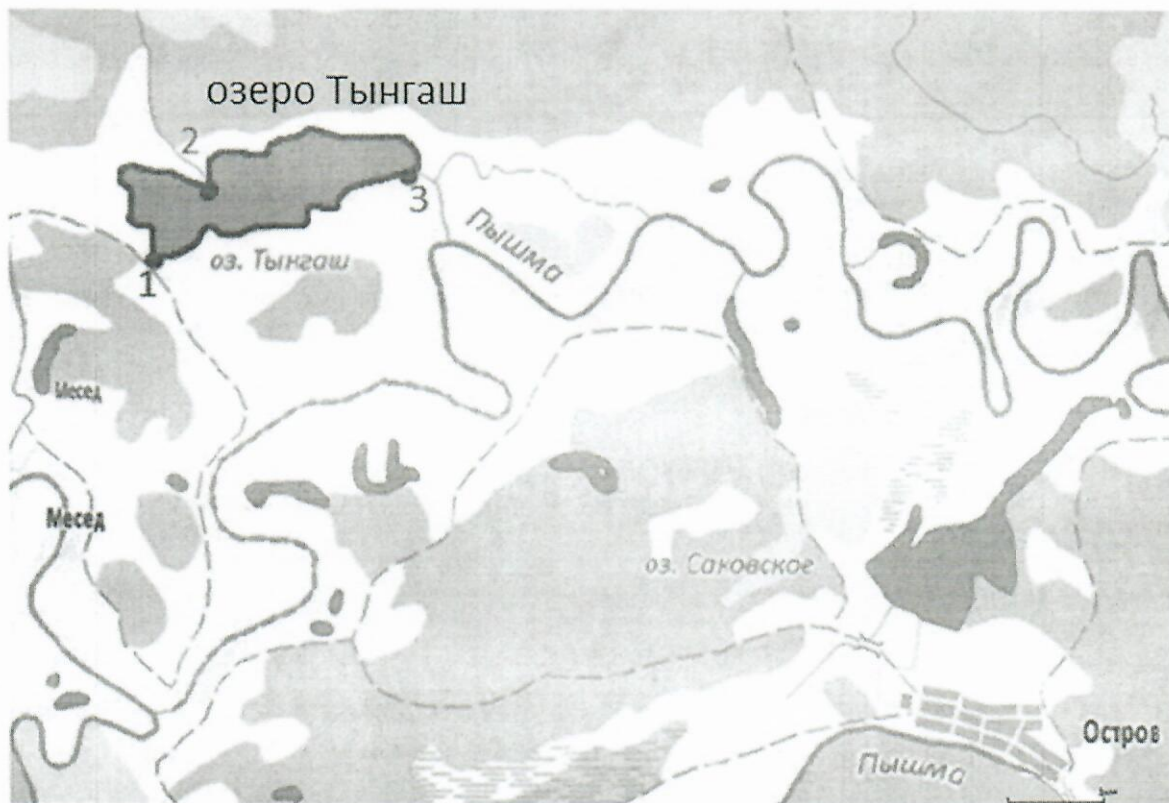 озеро Тынгаш
2
3
Пышма
оз. Тынгаш
1
Месед
Месед
оз. Саковское
Остров
Пышма